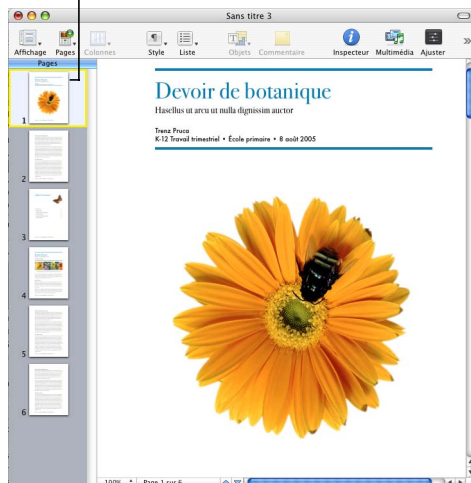 Sans titre 3
Affichage Pages Colonnes Style Liste Objets Commentaire Inspecteur Multimédia Ajuster
Pages
Devoir de botanique
Hasellus ut arcu ut nulla dignissim auctor
Trenz Pruca
K-12 Travail trimestriel • École primaire • 8 août 2005
1
2
3
4
5
6
100% Page 1 sur 6